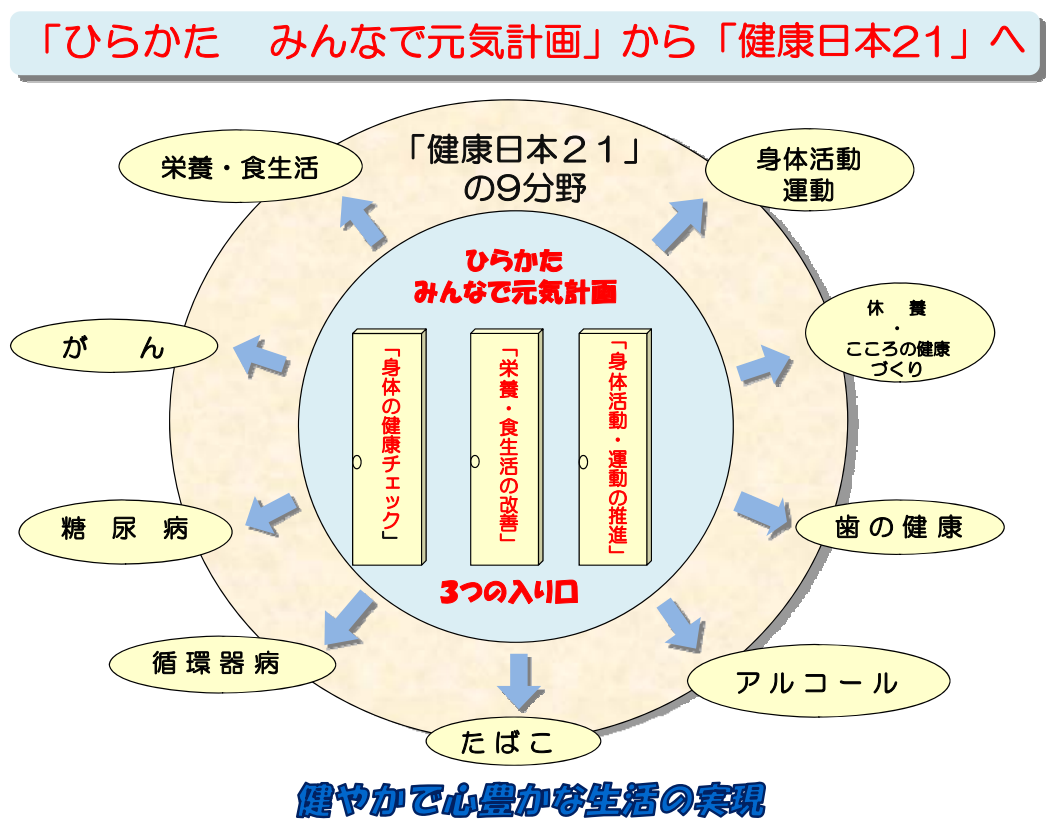 「ひらかた　みんなで元気計画」から「健康日本21」へ
「健康日本２１」
の9分野
栄養・食生活
身体活動
運動
ひらかた
みんなで元気計画
が　ん
休　養
・
こころの健康
づくり
「身体の健康チェック」
「栄養・食生活の改善」
「身体活動・運動の推進」
糖　尿　病
歯の健康
3つの入り口
循環器病
アルコール
たばこ
健やかで心豊かな生活の実現